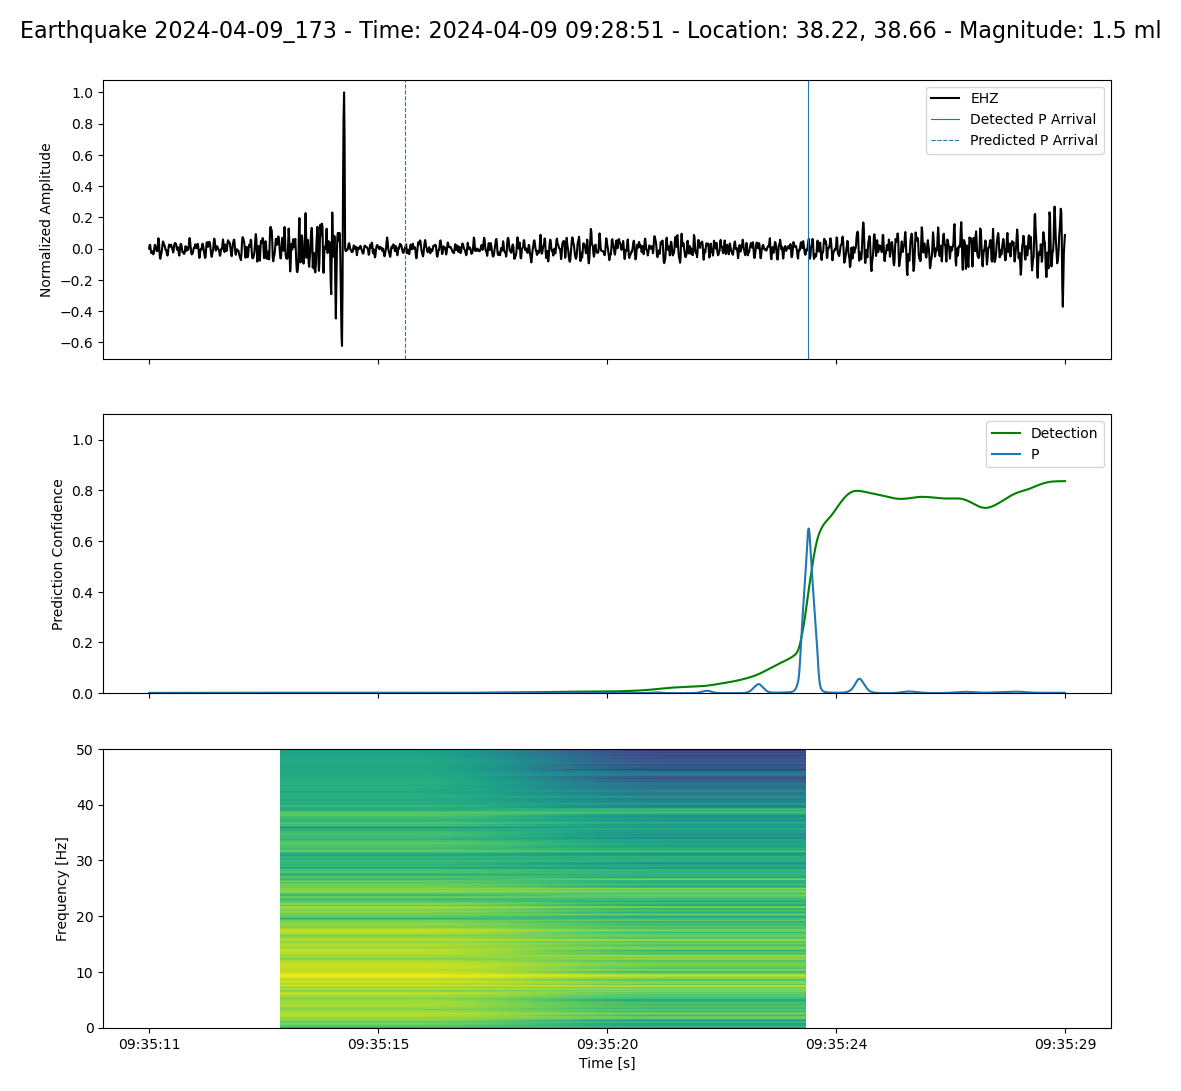 Earthquake 2024-04-09_173 - Time: 2024-04-09 09:28:51 - Location: 38.22, 38.66 - Magnitude: 1.5 ml
Normalized Amplitude
1.0
0.8
0.6
0.4
0.2
0.0
−0.2
−0.4
−0.6
EHZ
Detected P Arrival
Predicted P Arrival
Prediction Confidence
1.0
0.8
0.6
0.4
0.2
0.0
Detection
P
Frequency [Hz]
50
40
30
20
10
0
09:35:11 09:35:15 09:35:20 09:35:24 09:35:29
Time [s]